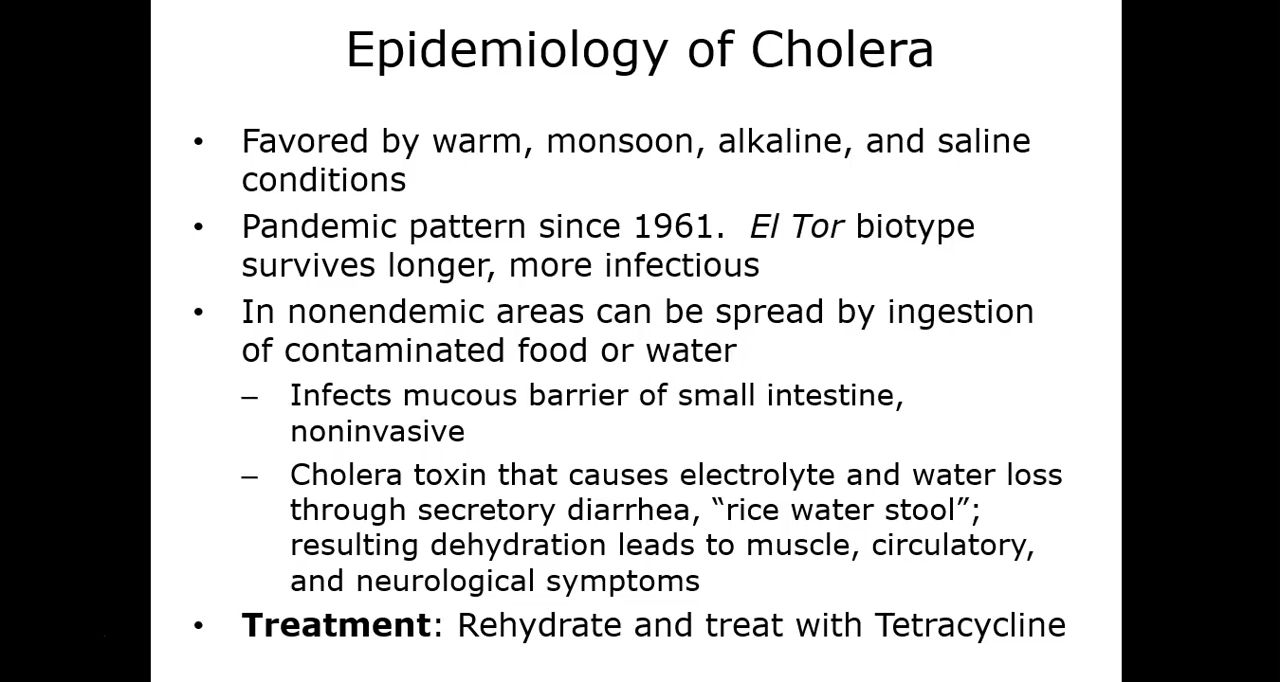 Epidemiology of Cholera
• Favored by warm, monsoon, alkaline, and saline
conditions
• Pandemic pattern since 1961.  El Tor biotype
survives longer, more infectious
• In nonendemic areas can be spread by ingestion
of contaminated food or water
– Infects mucous barrier of small intestine,
noninvasive
– Cholera toxin that causes electrolyte and water loss
through secretory diarrhea, “rice water stool”;
resulting dehydration leads to muscle, circulatory,
and neurological symptoms
• Treatment: Rehydrate and treat with Tetracycline